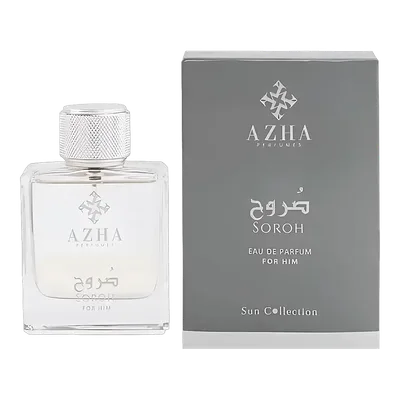 AZHA
PERFUMES
صُروح
SOROH
FOR HIM
AZHA
PERFUMES
صُروح
SOROH
EAU DE PARFUM
FOR HIM
Sun Collection